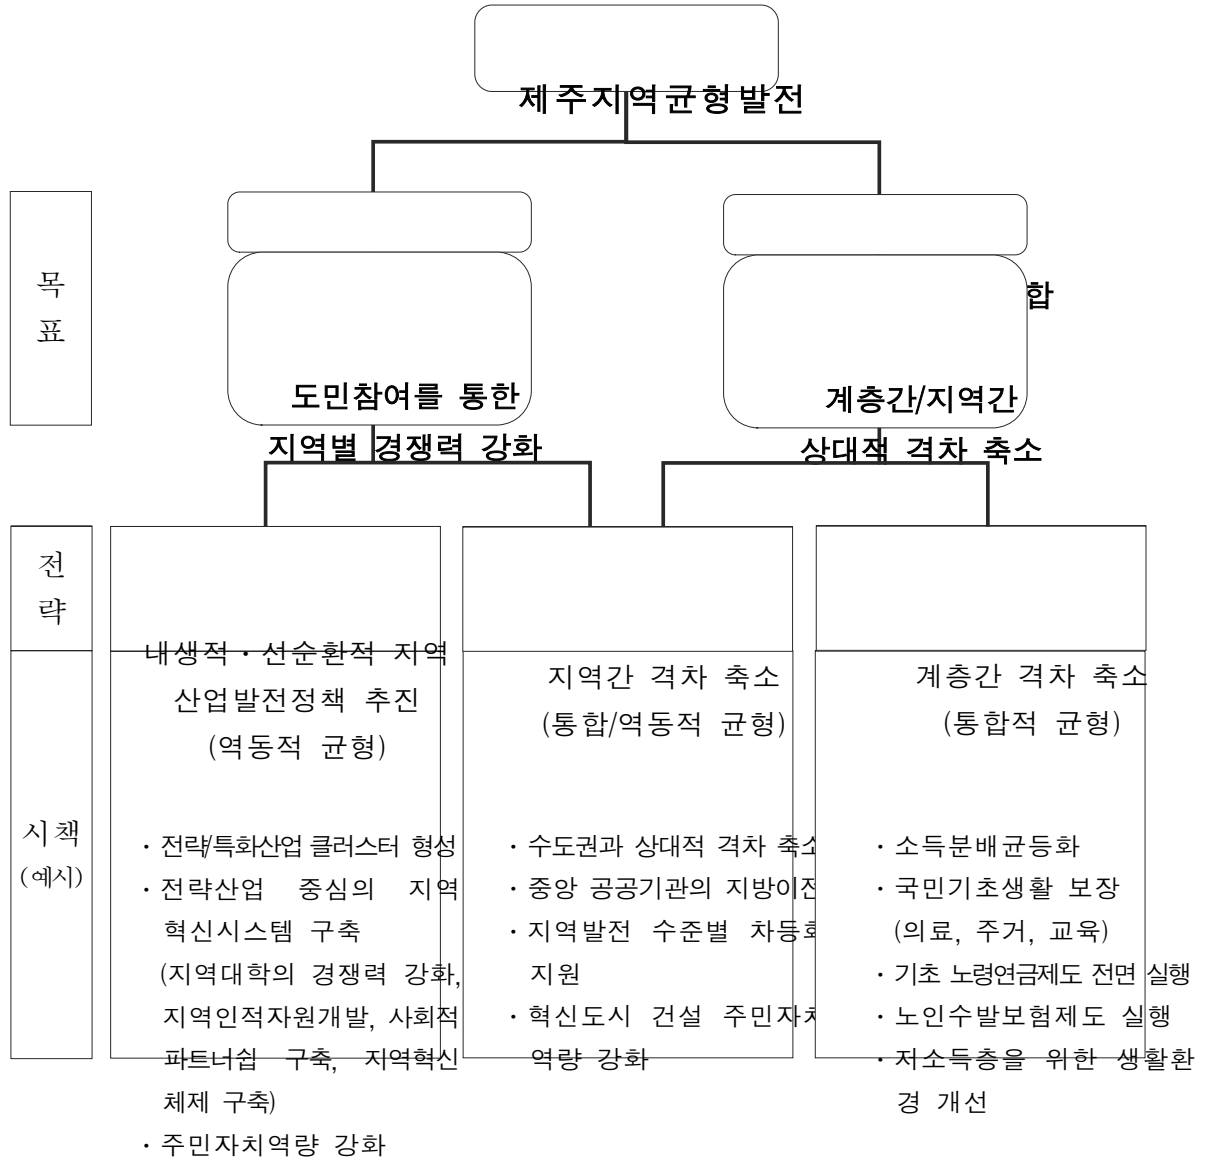 제주지역균형발전
목
표
합
도민참여를 통한
지역별 경쟁력 강화
계층간/지역간
상대적 격차 축소
전
략
내생적·선순환적 지역
산업발전정책 추진
(역동적 균형)
지역간 격차 축소
(통합/역동적 균형)
계층간 격차 축소
(통합적 균형)
시책
(예시)
· 전략/특화산업 클러스터 형성
· 전략산업 중심의 지역
혁신시스템 구축
(지역대학의 경쟁력 강화,
지역인적자원개발, 사회적
파트너쉽 구축, 지역혁신
체제 구축)
· 주민자치역량 강화
· 수도권과 상대적 격차 축소
· 중앙 공공기관의 지방이전
· 지역발전 수준별 차등화
지원
· 혁신도시 건설 주민자치
역량 강화
· 소득분배균등화
· 국민기초생활 보장
(의료, 주거, 교육)
· 기초 노령연금제도 전면 실행
· 노인수발보험제도 실행
· 저소득층을 위한 생활환
경 개선